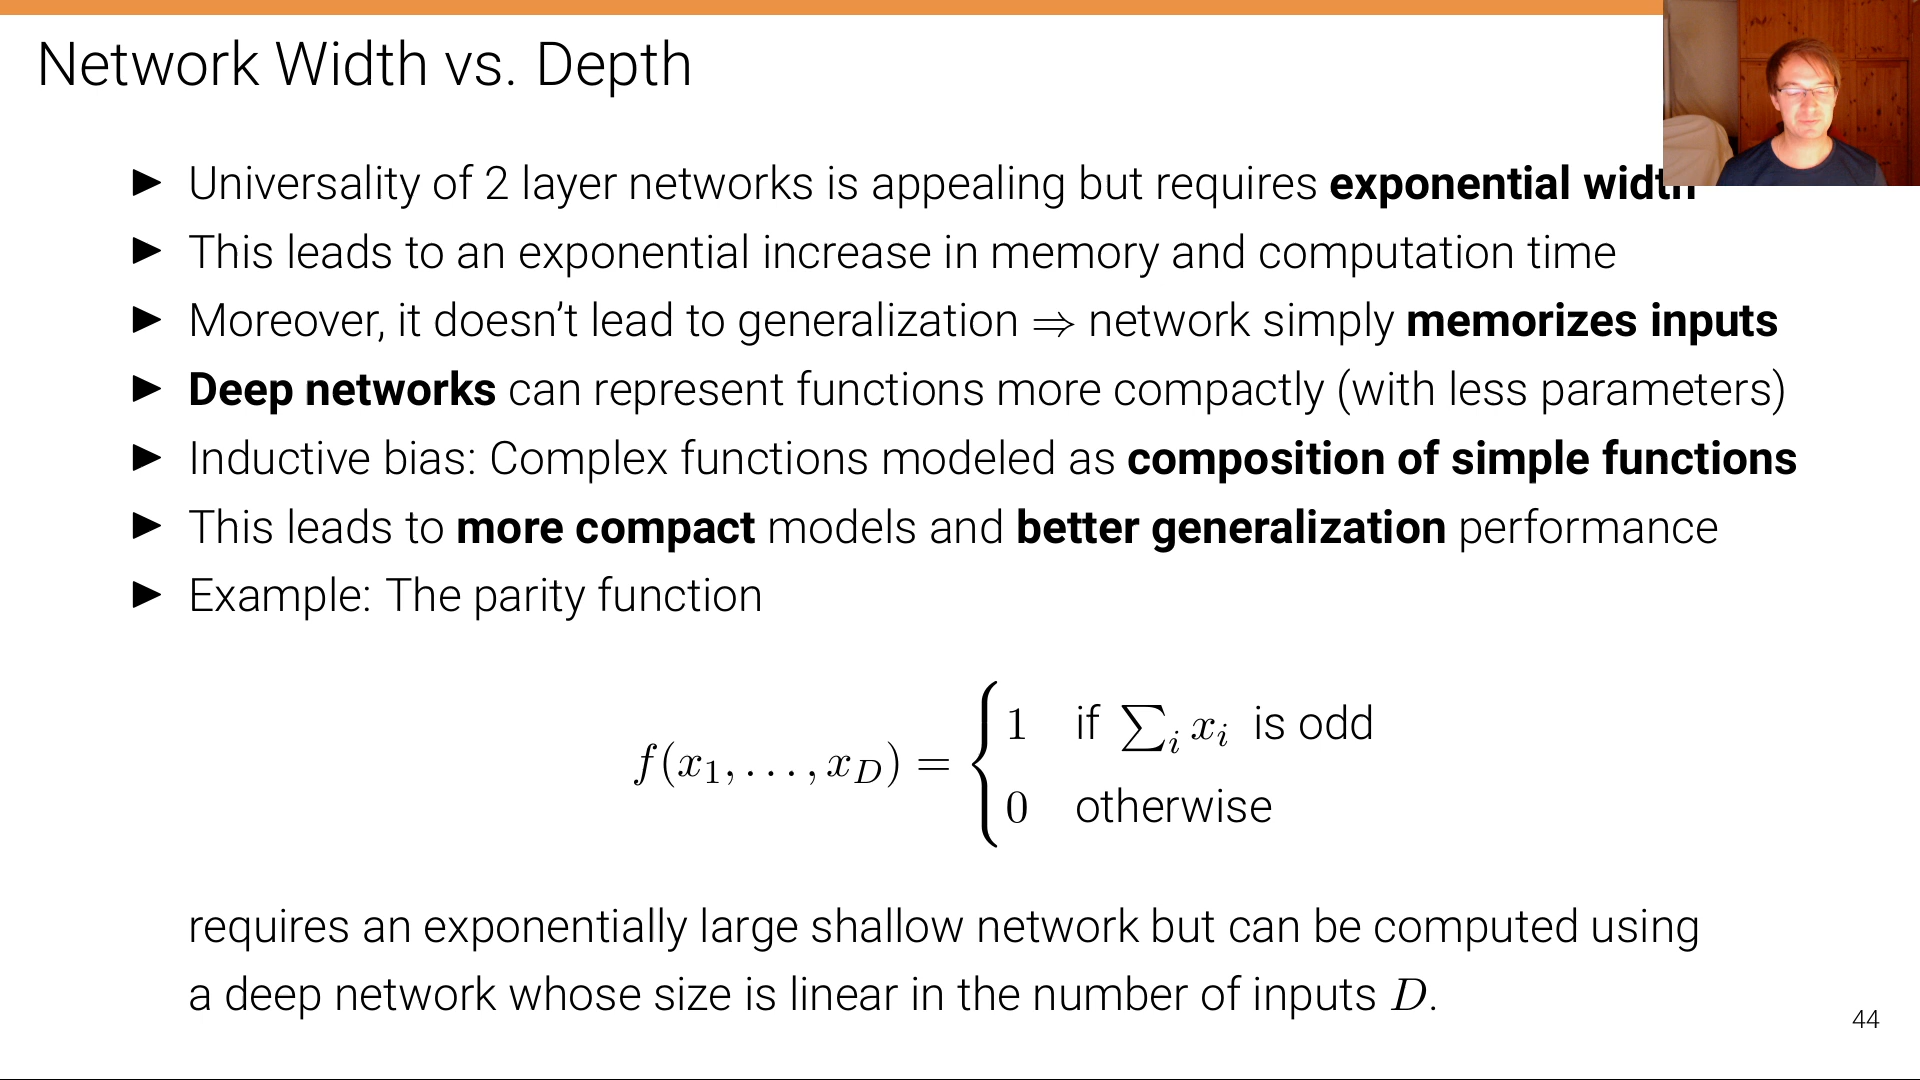 Network Width vs. Depth
► Universality of 2 layer networks is appealing but requires exponential width
► This leads to an exponential increase in memory and computation time
► Moreover, it doesn't lead to generalization ⇒ network simply memorizes inputs
► Deep networks can represent functions more compactly (with less parameters)
► Inductive bias: Complex functions modeled as composition of simple functions
► This leads to more compact models and better generalization performance
► Example: The parity function
f(x₁, . . . , x_D) = { 1 if ∑ᵢ xᵢ is odd
0 otherwise
requires an exponentially large shallow network but can be computed using
a deep network whose size is linear in the number of inputs D.
44